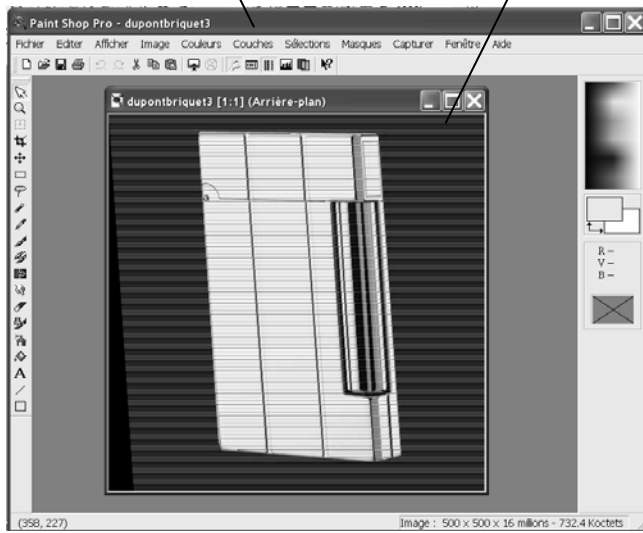 Paint Shop Pro - dupontbriquet3
Fichier Editer Afficher Image Couleurs Couches Sélections Masques Capturer Fenêtre Aide
dupontbriquet3 [1:1] (Arrière-plan)
R -
V -
B -
A
(358, 227)
Image : 500 x 500 x 16 millions - 732.4 Koctets